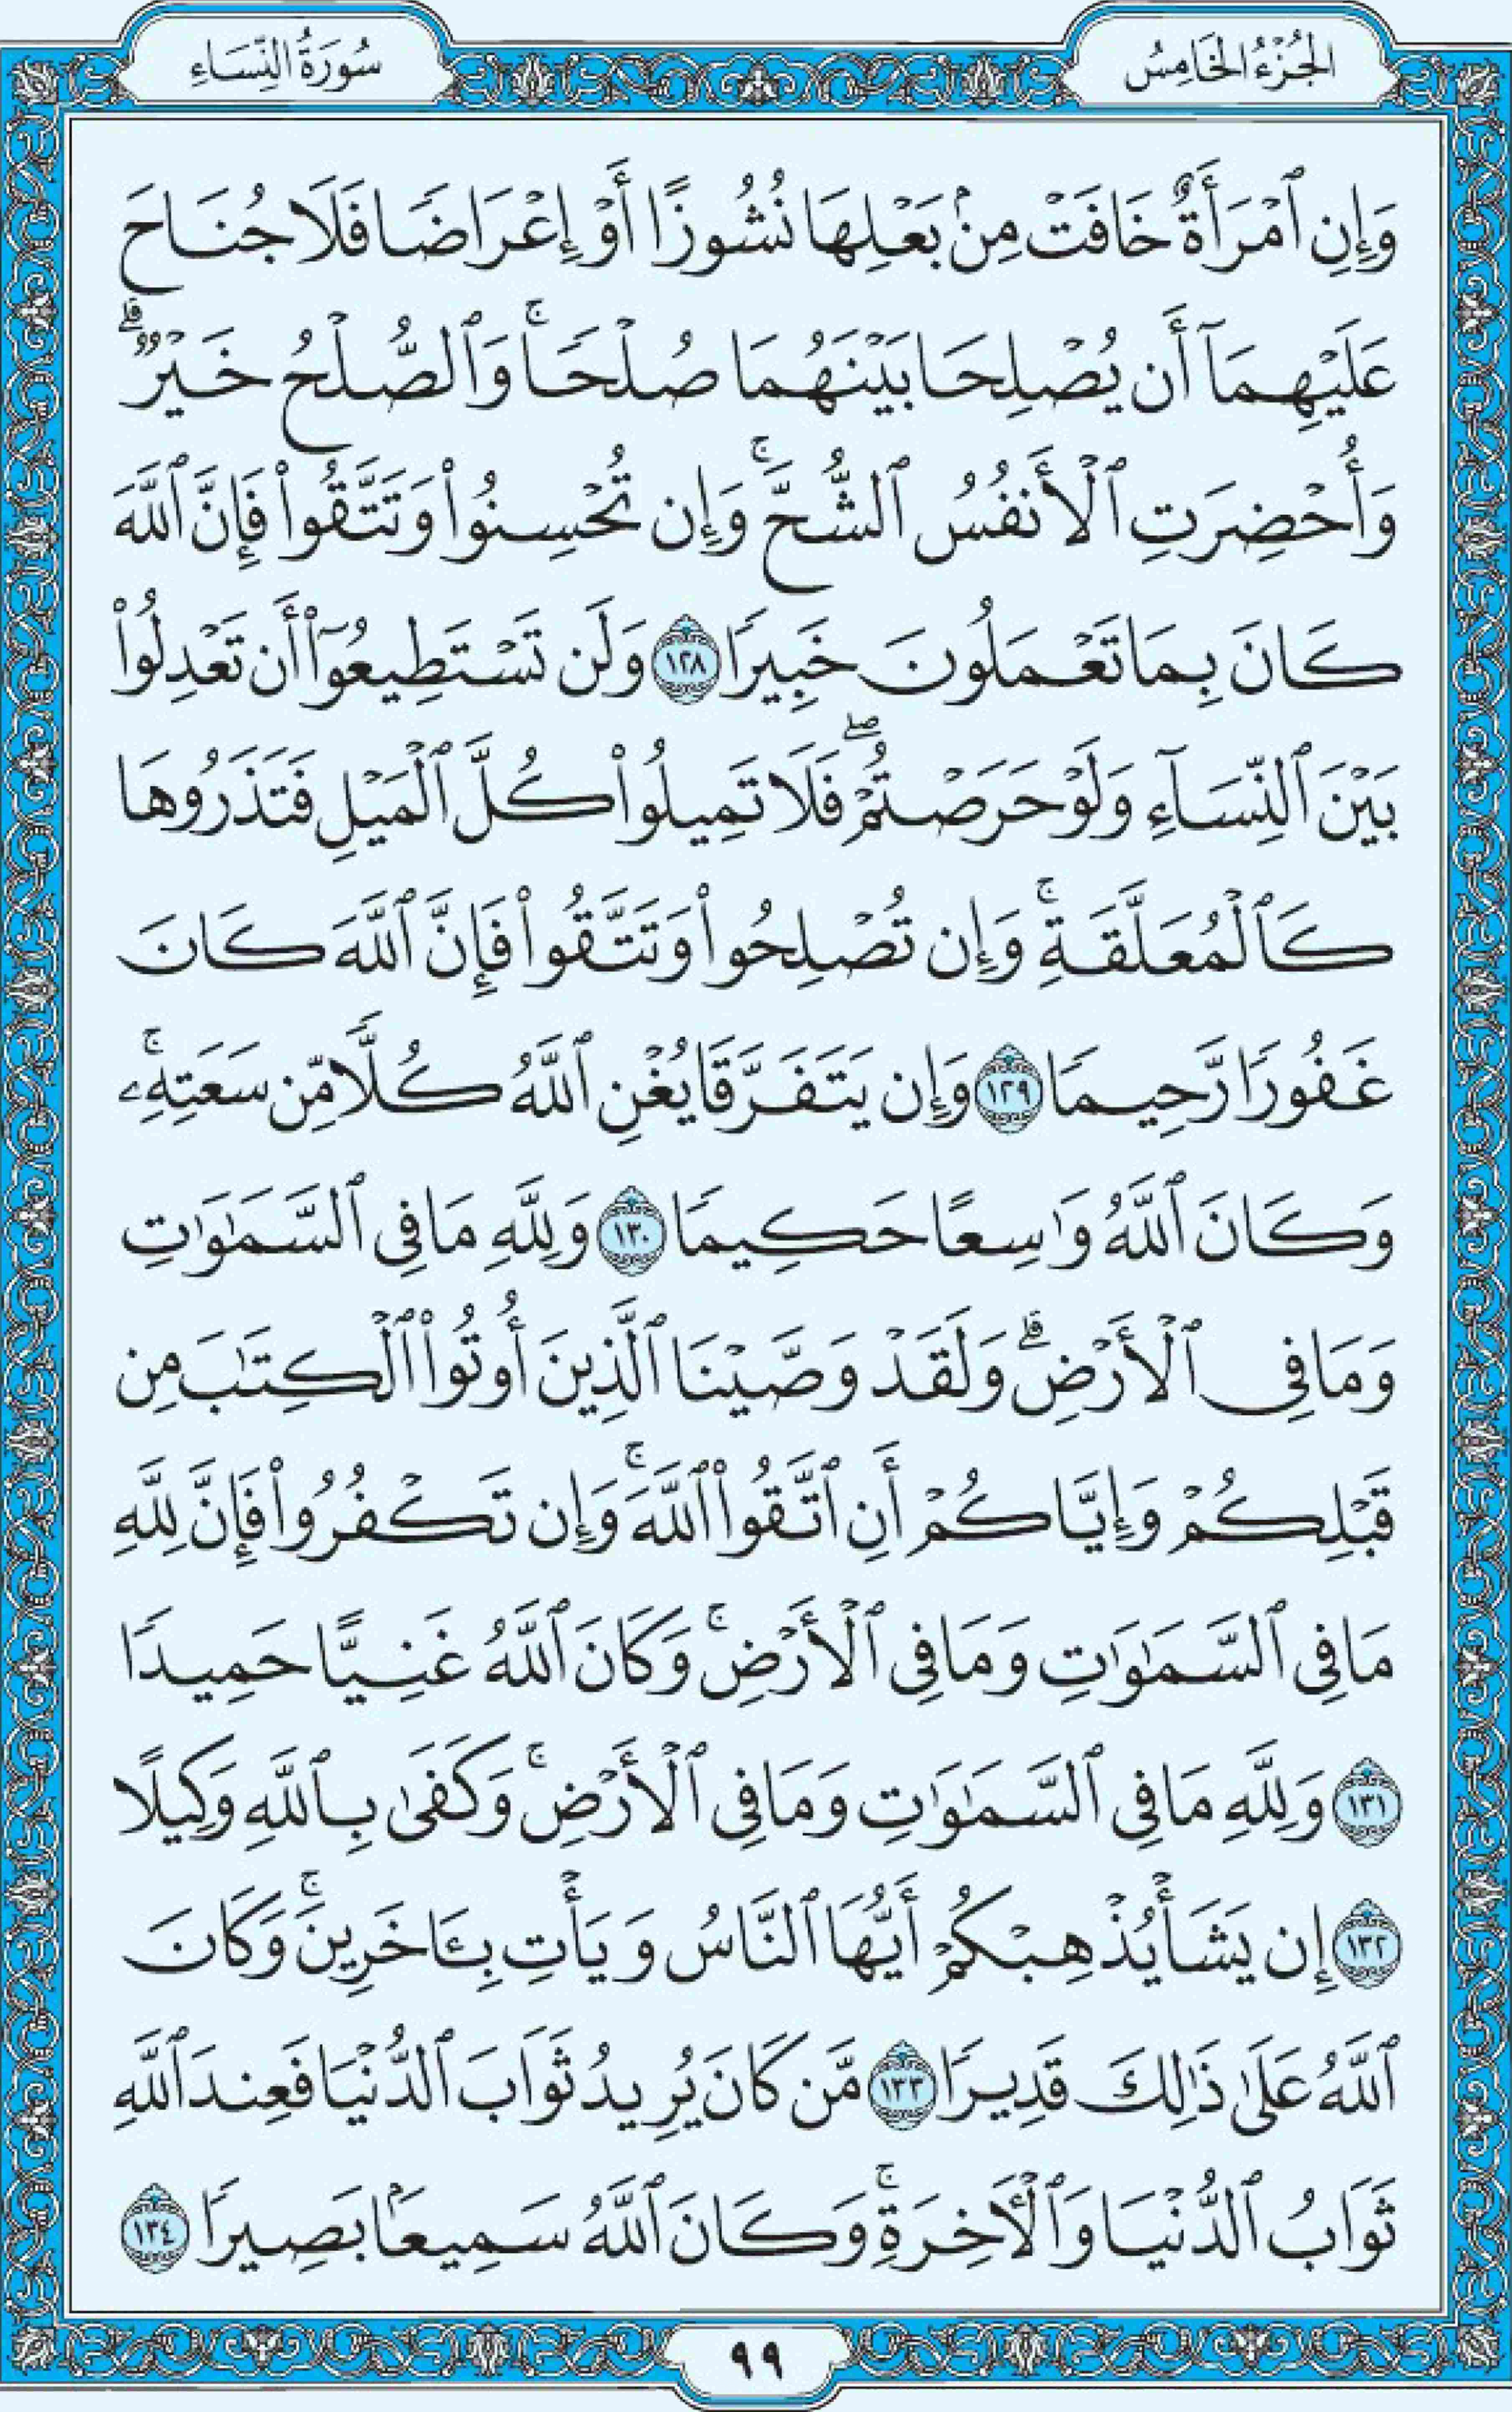 الجُزْءُ الخَامِسُ
سُورَةُ النِّسَاءِ
وَإِنِ ٱمْرَأَةٌ خَافَتْ مِنۢ بَعْلِهَا نُشُوزًا أَوْ إِعْرَاضًا فَلَا جُنَاحَ
عَلَيْهِمَآ أَن يُصْلِحَا بَيْنَهُمَا صُلْحًاۚ وَٱلصُّلْحُ خَيْرٌۗ
وَأُحْضِرَتِ ٱلْأَنفُسُ ٱلشُّحَّۚ وَإِن تُحْسِنُوا۟ وَتَتَّقُوا۟ فَإِنَّ ٱللَّهَ
كَانَ بِمَا تَعْمَلُونَ خَبِيرًا ١٢٨ وَلَن تَسْتَطِيعُوٓا۟ أَن تَعْدِلُوا۟
بَيْنَ ٱلنِّسَآءِ وَلَوْ حَرَصْتُمْۖ فَلَا تَمِيلُوا۟ كُلَّ ٱلْمَيْلِ فَتَذَرُوهَا
كَٱلْمُعَلَّقَةِۚ وَإِن تُصْلِحُوا۟ وَتَتَّقُوا۟ فَإِنَّ ٱللَّهَ كَانَ
غَفُورًا رَّحِيمًا ١٢٩ وَإِن يَتَفَرَّقَا يُغْنِ ٱللَّهُ كُلًّا مِّن سَعَتِهِۦۚ
وَكَانَ ٱللَّهُ وَٰسِعًا حَكِيمًا ١٣٠ وَلِلَّهِ مَا فِي ٱلسَّمَٰوَٰتِ
وَمَا فِي ٱلْأَرْضِۗ وَلَقَدْ وَصَّيْنَا ٱلَّذِينَ أُوتُوا۟ ٱلْكِتَٰبَ مِن
قَبْلِكُمْ وَإِيَّاكُمْ أَنِ ٱتَّقُوا۟ ٱللَّهَۚ وَإِن تَكْفُرُوا۟ فَإِنَّ لِلَّهِ
مَا فِي ٱلسَّمَٰوَٰتِ وَمَا فِي ٱلْأَرْضِۚ وَكَانَ ٱللَّهُ غَنِيًّا حَمِيدًا
١٣١ وَلِلَّهِ مَا فِي ٱلسَّمَٰوَٰتِ وَمَا فِي ٱلْأَرْضِۚ وَكَفَىٰ بِٱللَّهِ وَكِيلًا
١٣٢ إِن يَشَأْ يُذْهِبْكُمْ أَيُّهَا ٱلنَّاسُ وَيَأْتِ بِـَٔاخَرِينَۚ وَكَانَ
ٱللَّهُ عَلَىٰ ذَٰلِكَ قَدِيرًا ١٣٣ مَّن كَانَ يُرِيدُ ثَوَابَ ٱلدُّنْيَا فَعِندَ ٱللَّهِ
ثَوَابُ ٱلدُّنْيَا وَٱلْـَٔاخِرَةِۚ وَكَانَ ٱللَّهُ سَمِيعًۢا بَصِيرًا ١٣٤
٩٩